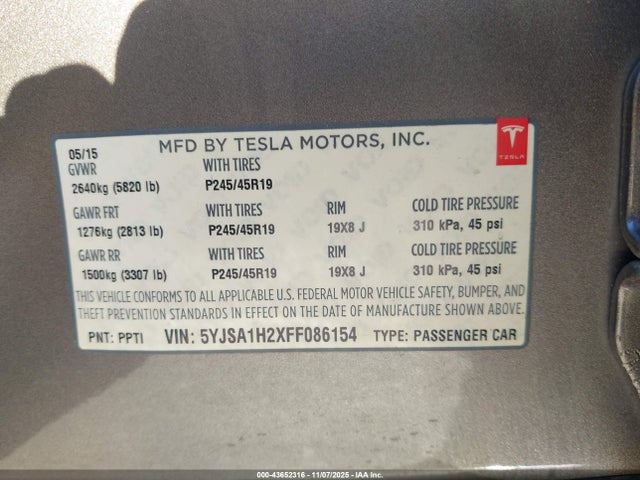 MFD BY TESLA MOTORS, INC.
TESLA
05/15
GVWR WITH TIRES
2640kg (5820 lb) P245/45R19
GAWR FRT WITH TIRES RIM COLD TIRE PRESSURE
1276kg (2813 lb) P245/45R19 19X8 J 310 kPa, 45 psi
GAWR RR WITH TIRES RIM COLD TIRE PRESSURE
1500kg (3307 lb) P245/45R19 19X8 J 310 kPa, 45 psi
THIS VEHICLE CONFORMS TO ALL APPLICABLE U.S. FEDERAL MOTOR VEHICLE SAFETY, BUMPER, AND
THEFT PREVENTION STANDARDS IN EFFECT ON THE DATE OF MANUFACTURE SHOWN ABOVE.
PNT: PPTI VIN: 5YJSA1H2XFF086154 TYPE: PASSENGER CAR
000-43652316 - 11/07/2025 - IAA Inc.